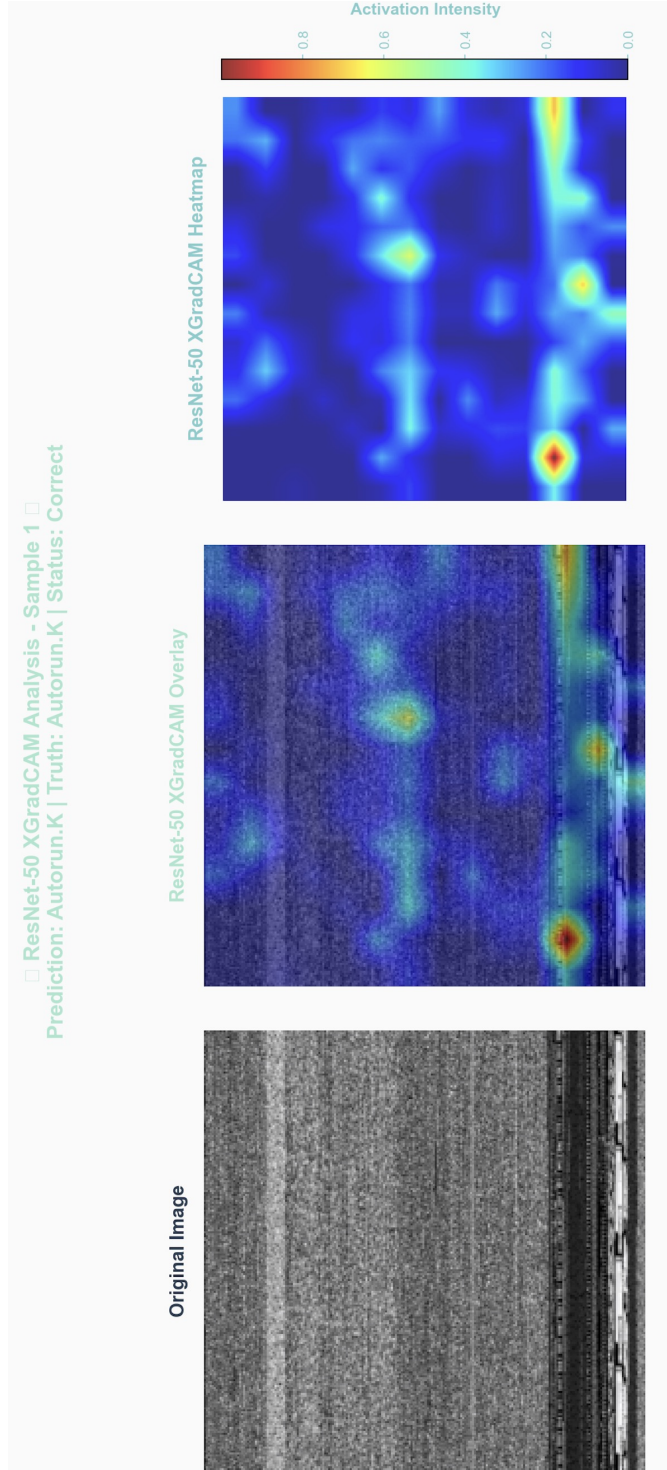 □ ResNet-50 XGradCAM Analysis - Sample 1 □
Prediction: Autorun.K | Truth: Autorun.K | Status: Correct
Original Image
ResNet-50 XGradCAM Overlay
ResNet-50 XGradCAM Heatmap
0.8
0.6
0.4
0.2
0.0
Activation Intensity